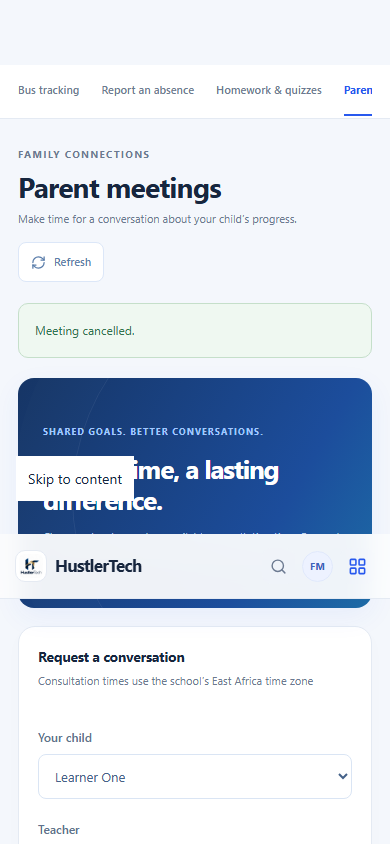 Bus tracking
Report an absence
Homework & quizzes
Paren
FAMILY CONNECTIONS
Parent meetings
Make time for a conversation about your child's progress.
Refresh
Meeting cancelled.
SHARED GOALS. BETTER CONVERSATIONS.
ime, a lasting
difference.
Skip to content
HustlerTech
FM
Request a conversation
Consultation times use the school's East Africa time zone
Your child
Learner One
Teacher